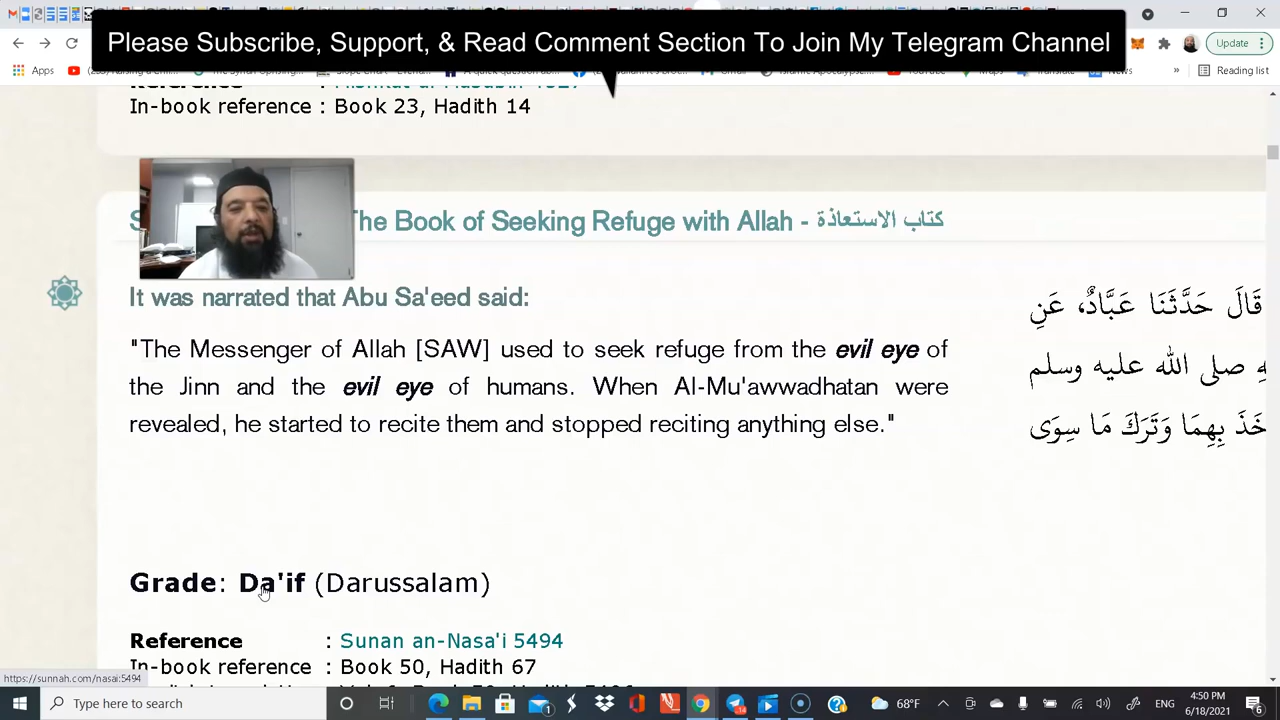 Please Subscribe, Support, & Read Comment Section To Join My Telegram Channel
Update
Apps
YouTube
Maps
News
»
Reading list
In-book reference : Book 23, Hadith 14
The Book of Seeking Refuge with Allah - كتاب الاستعاذة
It was narrated that Abu Sa'eed said:
"The Messenger of Allah [SAW] used to seek refuge from the evil eye of
the Jinn and the evil eye of humans. When Al-Mu'awwadhatan were
revealed, he started to recite them and stopped reciting anything else."
قَالَ حَدَّثَنَا عَبَّادٌ، عَنِ
صلى الله عليه وسلم
بِهِمَا وَتَرَكَ مَا سِوَى
Grade: Da'if (Darussalam)
Reference : Sunan an-Nasa'i 5494
In-book reference : Book 50, Hadith 67
https://sunnah.com/nasai:5494
Type here to search
68°F
ENG
4:50 PM
6/18/2021